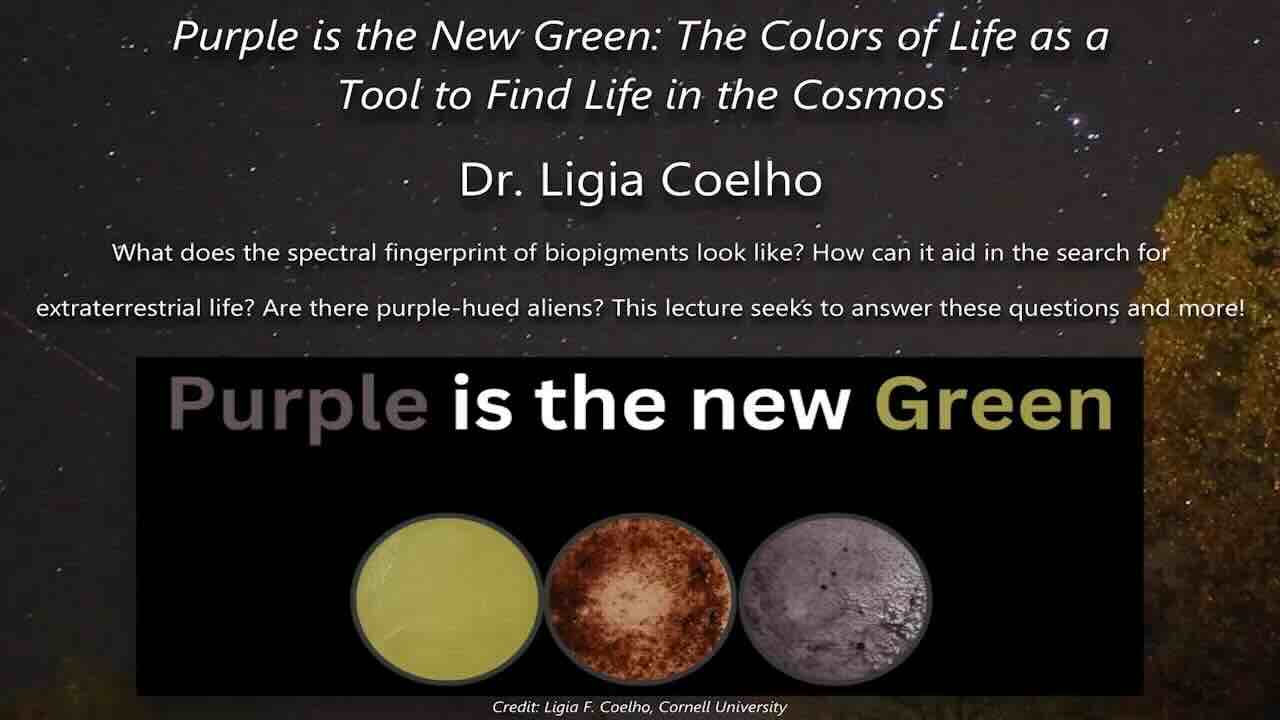 Purple is the New Green: The Colors of Life as a
Tool to Find Life in the Cosmos
Dr. Ligia Coelho
What does the spectral fingerprint of biopigments look like? How can it aid in the search for
extraterrestrial life? Are there purple-hued aliens? This lecture seeks to answer these questions and more!
Purple is the new Green
Credit: Ligia F. Coelho, Cornell University